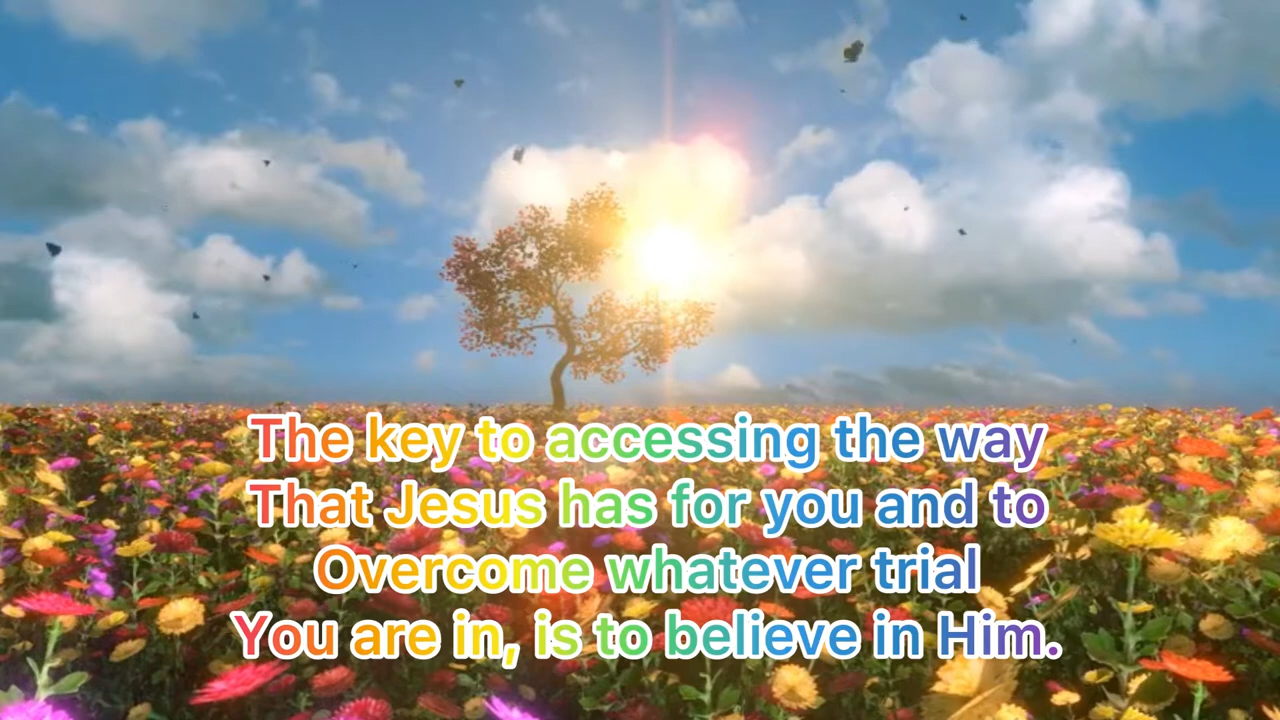 The key to accessing the way
That Jesus has for you and to
Overcome whatever trial
You are in, is to believe in Him.